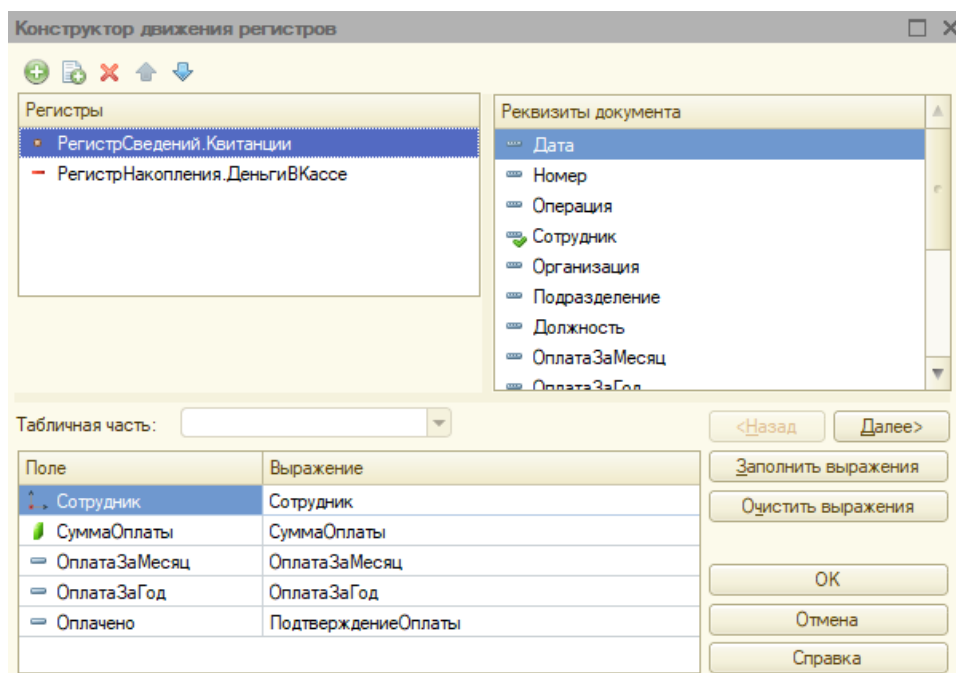 Конструктор движения регистров
Регистры
РегистрСведений.Квитанции
РегистрНакопления.ДеньгиВКассе
Реквизиты документа
Дата
Номер
Операция
Сотрудник
Организация
Подразделение
Должность
ОплатаЗаМесяц
ОплатаЗаГод
Табличная часть:
<Назад Далее>
Поле Выражение
Сотрудник Сотрудник
СуммаОплаты СуммаОплаты
ОплатаЗаМесяц ОплатаЗаМесяц
ОплатаЗаГод ОплатаЗаГод
Оплачено ПодтверждениеОплаты
Заполнить выражения
Очистить выражения
ОК
Отмена
Справка